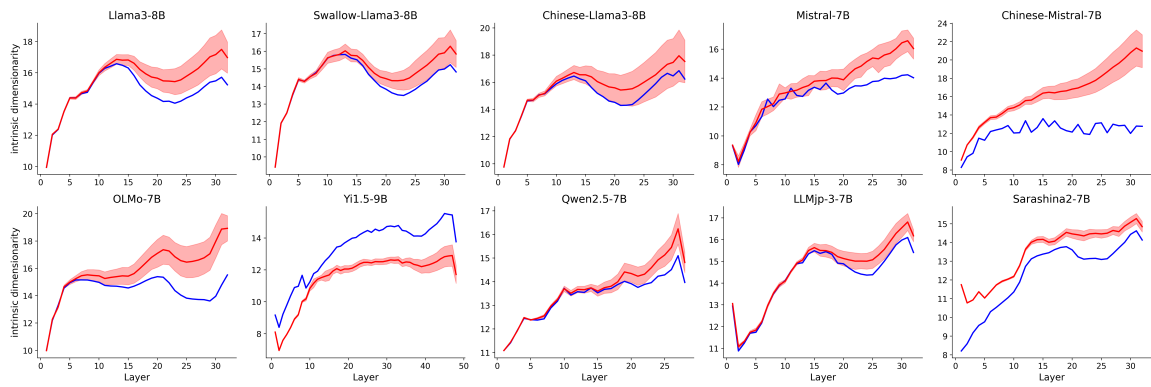 Llama3-8B
intrinsic dimensionarity
18
16
14
12
10
0 5 10 15 20 25 30
Swallow-Llama3-8B
17
16
15
14
13
12
11
10
0 5 10 15 20 25 30
Chinese-Llama3-8B
20
18
16
14
12
10
0 5 10 15 20 25 30
Mistral-7B
16
14
12
10
8
0 5 10 15 20 25 30
Chinese-Mistral-7B
24
22
20
18
16
14
12
10
8
0 5 10 15 20 25 30
OLMo-7B
intrinsic dimensionarity
20
18
16
14
12
10
0 5 10 15 20 25 30
Layer
Yi1.5-9B
16
14
12
10
8
0 10 20 30 40 50
Layer
Qwen2.5-7B
17
16
15
14
13
12
11
0 5 10 15 20 25
Layer
LLMjp-3-7B
17
16
15
14
13
12
11
0 5 10 15 20 25 30
Layer
Sarashina2-7B
15
14
13
12
11
10
9
8
0 5 10 15 20 25 30
Layer